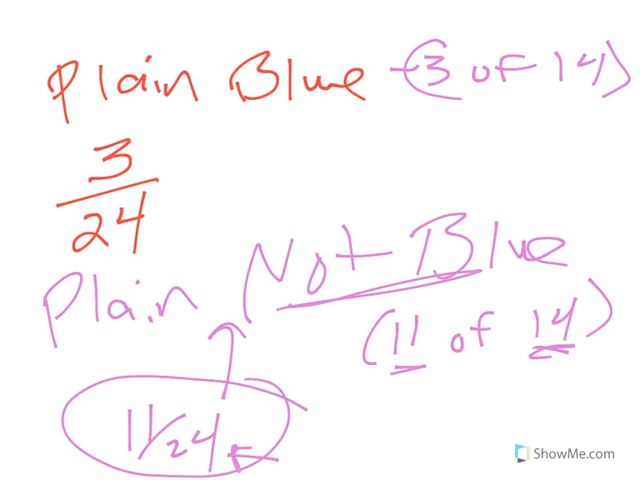 Plain Blue (3 of 14)
3
24
Plain Not Blue
(11 of 14)
11/24
ShowMe.com